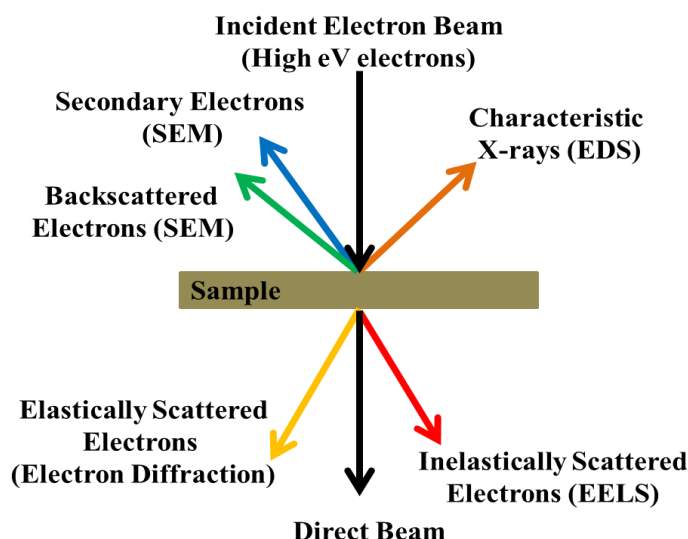 Incident Electron Beam
(High eV electrons)
Secondary Electrons
(SEM)
Characteristic
X-rays (EDS)
Backscattered
Electrons (SEM)
Sample
Elastically Scattered
Electrons
(Electron Diffraction)
Inelastically Scattered
Electrons (EELS)
Direct Beam